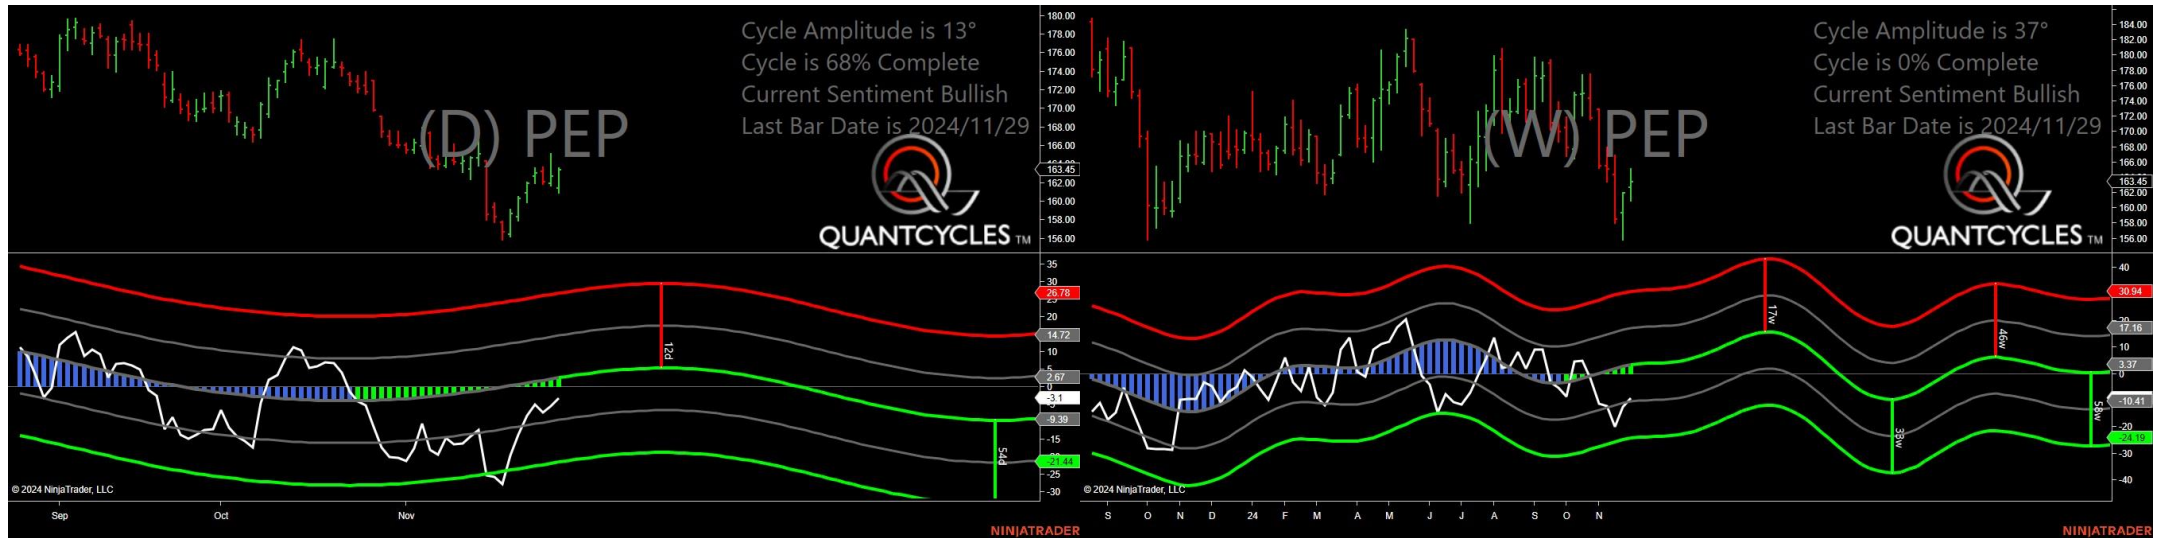 Cycle Amplitude is 13°
Cycle is 68% Complete
Current Sentiment Bullish
Last Bar Date is 2024/11/29
(D) PEP
QUANTCYCLES TM
180.00
178.00
176.00
174.00
172.00
170.00
168.00
166.00
163.45
162.00
160.00
158.00
156.00
35
30
26.78
20
14.72
10
5
2.67
0
-3.1
-9.39
-15
-21.44
-25
-30
12d
54d
© 2024 NinjaTrader, LLC
Sep
Oct
Nov
NINJATRADER
Cycle Amplitude is 37°
Cycle is 0% Complete
Current Sentiment Bullish
Last Bar Date is 2024/11/29
(W) PEP
QUANTCYCLES TM
184.00
182.00
180.00
178.00
176.00
174.00
172.00
170.00
168.00
166.00
163.45
162.00
160.00
158.00
156.00
40
30.94
20
17.16
10
3.37
0
-10.41
-20
-24.19
-30
-40
17w
38w
46w
58w
© 2024 NinjaTrader, LLC
S
O
N
D
24
F
M
A
M
J
J
A
S
O
N
NINJATRADER